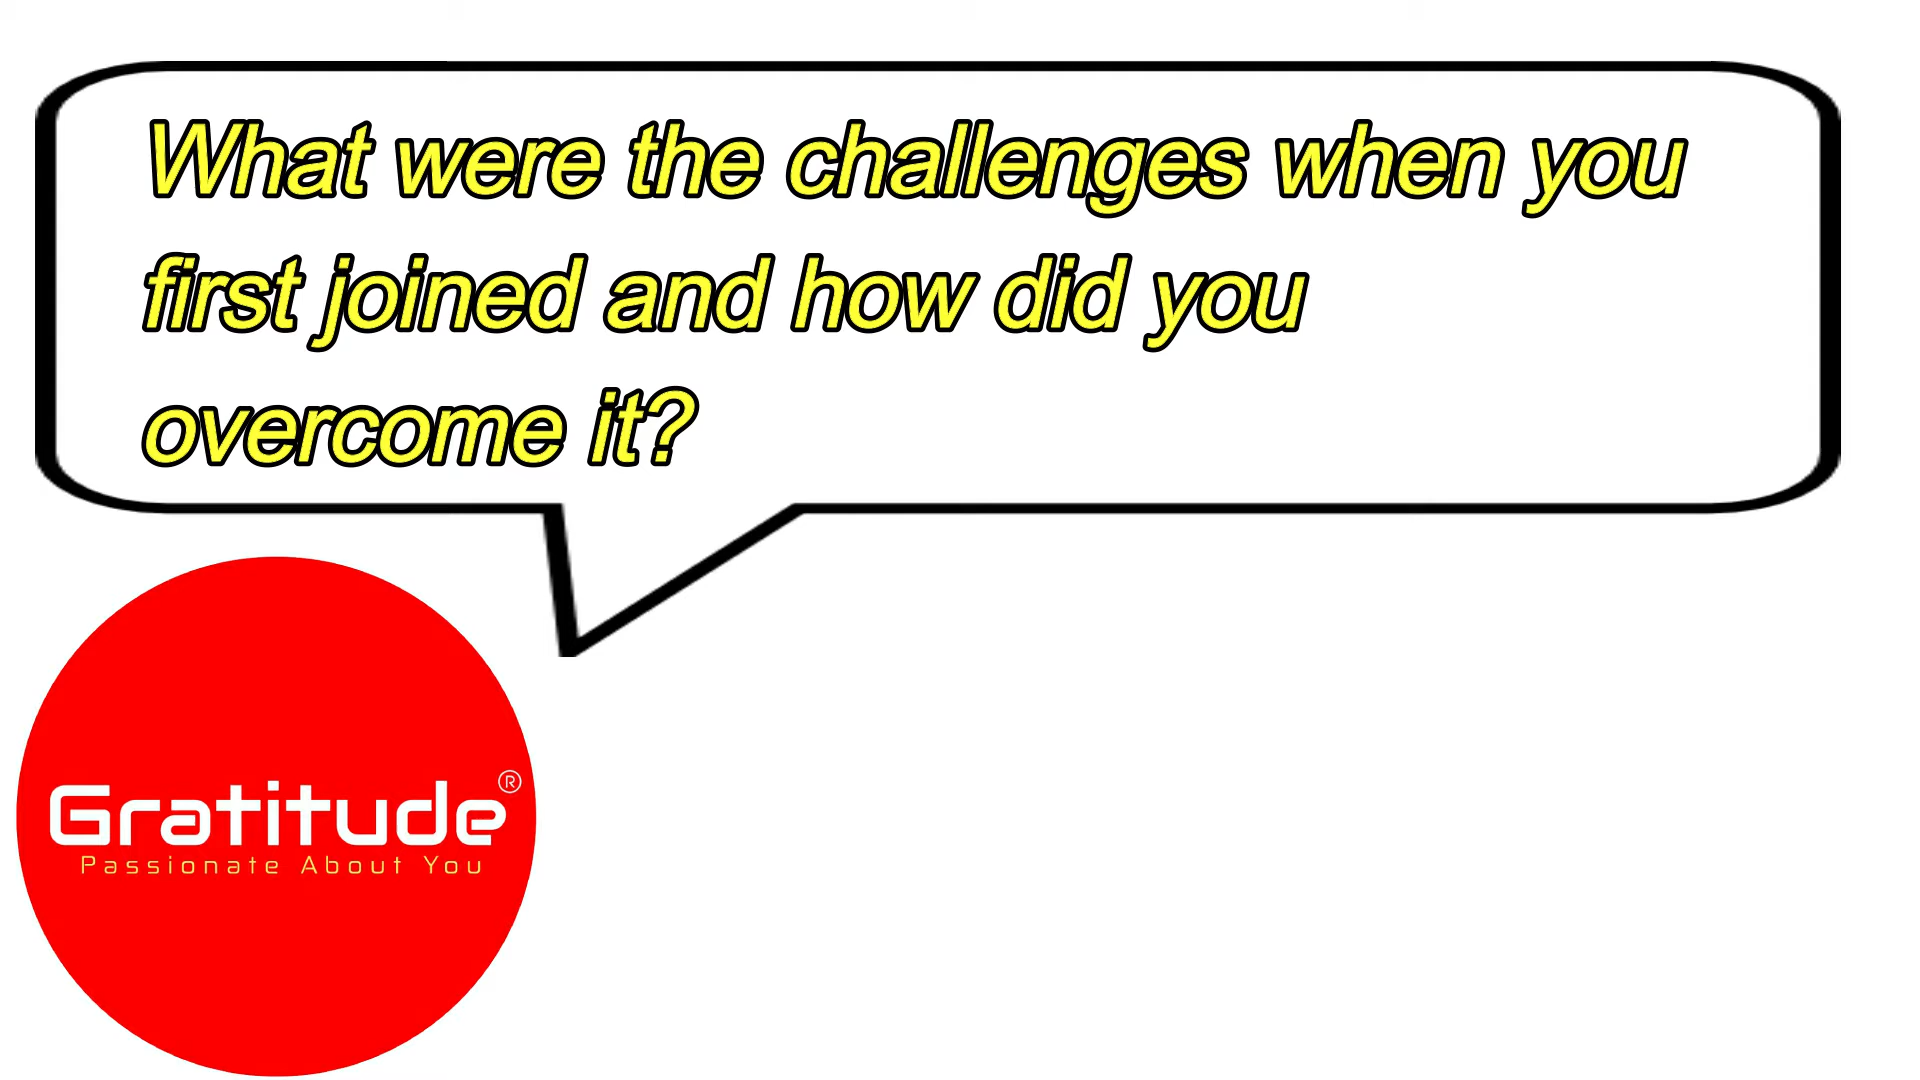 What were the challenges when you
first joined and how did you
overcome it?
Gratitude®
Passionate About You